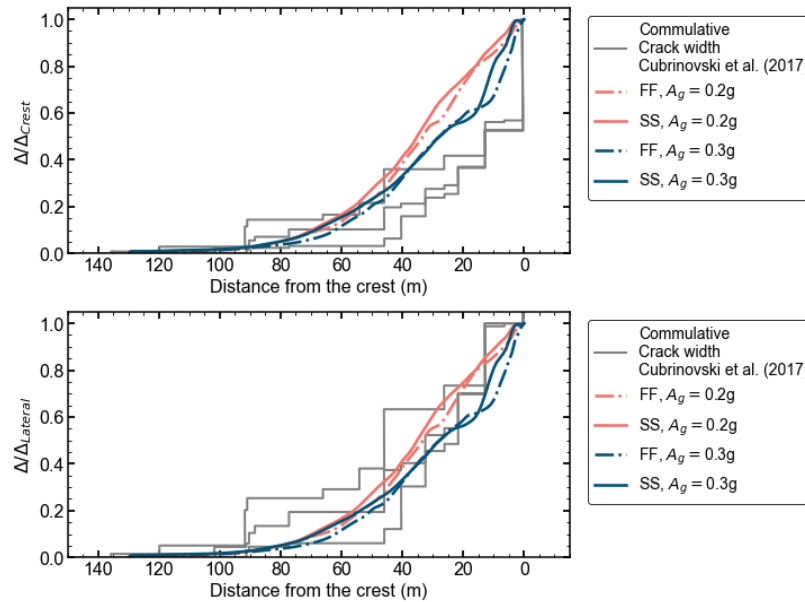 1.0
0.8
0.6
0.4
0.2
0.0
Δ/Δ_Crest
140 120 100 80 60 40 20 0
Distance from the crest (m)
Commulative
Crack width
Cubrinovski et al. (2017)
FF, A_g = 0.2g
SS, A_g = 0.2g
FF, A_g = 0.3g
SS, A_g = 0.3g
1.0
0.8
0.6
0.4
0.2
0.0
Δ/Δ_Lateral
140 120 100 80 60 40 20 0
Distance from the crest (m)
Commulative
Crack width
Cubrinovski et al. (2017)
FF, A_g = 0.2g
SS, A_g = 0.2g
FF, A_g = 0.3g
SS, A_g = 0.3g